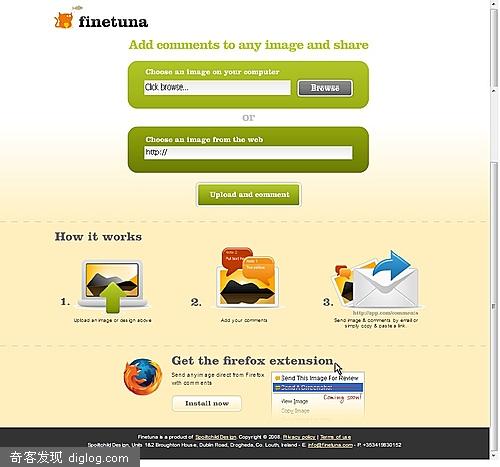 finetuna
Add comments to any image and share
Choose an image on your computer
Click browse...
Browse
or
Choose an image from the web
http://
Upload and comment
How it works
1.
Upload an image or design above
2.
Add your comments
3.
http://app.com/comments
Send image & comments by email or
simply copy & paste a link.
Get the firefox extension
Send any image direct from Firefox
with comments
Install now
Send This Image For Review
Send A Screenshot
Coming soon!
View Image
Copy Image
Finetuna is a product of Spoiltchild Design. Copyright © 2008. Privacy policy | Terms of use
Spoiltchild Design, Units 1&2 Broughton House, Dublin Road, Drogheda, Co. Louth, Ireland - E. info@finetuna.com - P. +353419830152
奇客发现 diglog.com